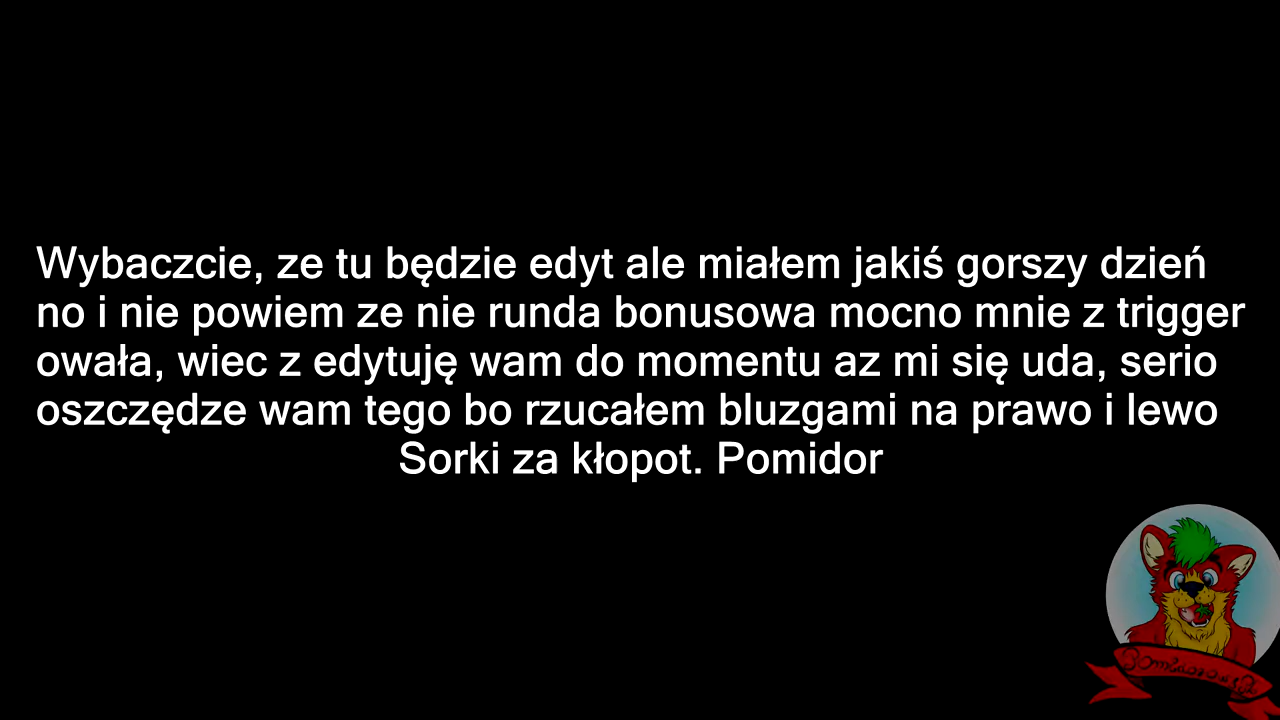 Wybaczcie, ze tu będzie edyt ale miałem jakiś gorszy dzień
no i nie powiem ze nie runda bonusowa mocno mnie z trigger
owała, wiec z edytuję wam do momentu az mi się uda, serio
oszczędze wam tego bo rzucałem bluzgami na prawo i lewo
Sorki za kłopot. Pomidor